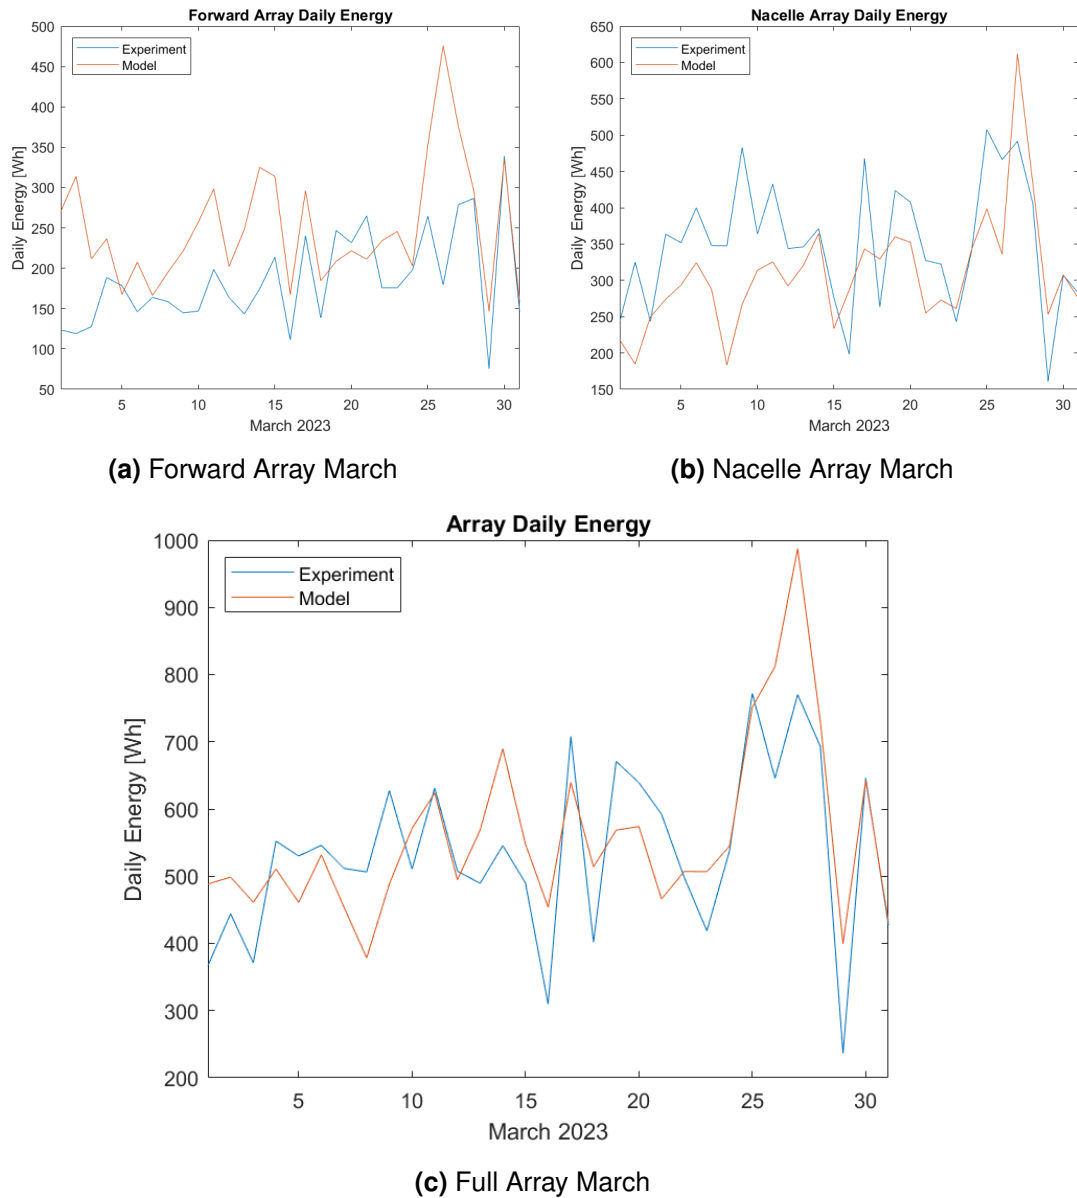 Forward Array Daily Energy
500
450
400
350
300
250
200
150
100
50
Experiment
Model
Daily Energy [Wh]
5 10 15 20 25 30
March 2023
(a) Forward Array March
Nacelle Array Daily Energy
650
600
550
500
450
400
350
300
250
200
150
Experiment
Model
Daily Energy [Wh]
5 10 15 20 25 30
March 2023
(b) Nacelle Array March
Array Daily Energy
1000
900
800
700
600
500
400
300
200
Experiment
Model
Daily Energy [Wh]
5 10 15 20 25 30
March 2023
(c) Full Array March